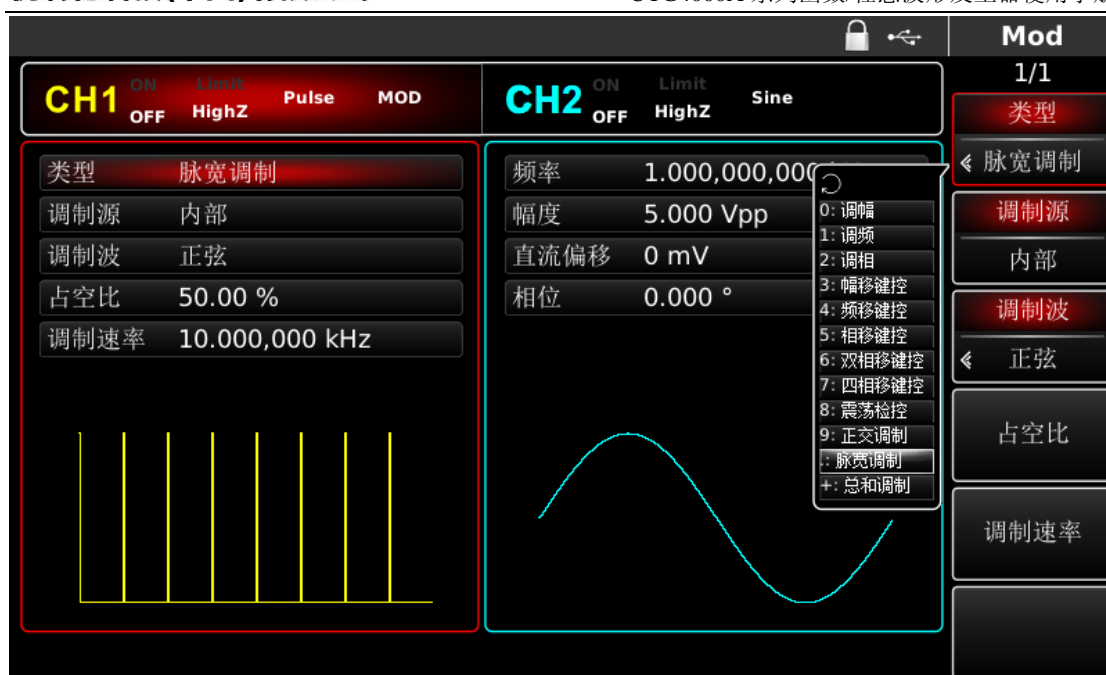 Mod
1/1
CH1 ON OFF Limit HighZ Pulse MOD
CH2 ON OFF Limit HighZ Sine
类型 脉宽调制
调制源 内部
调制波 正弦
占空比 50.00 %
调制速率 10.000,000 kHz
频率 1.000,000,000
幅度 5.000 Vpp
直流偏移 0 mV
相位 0.000 °
0: 调幅
1: 调频
2: 调相
3: 幅移键控
4: 频移键控
5: 相移键控
6: 双相移键控
7: 四相移键控
8: 震荡检控
9: 正交调制
.: 脉宽调制
+: 总和调制
类型
脉宽调制
调制源
内部
调制波
正弦
占空比
调制速率